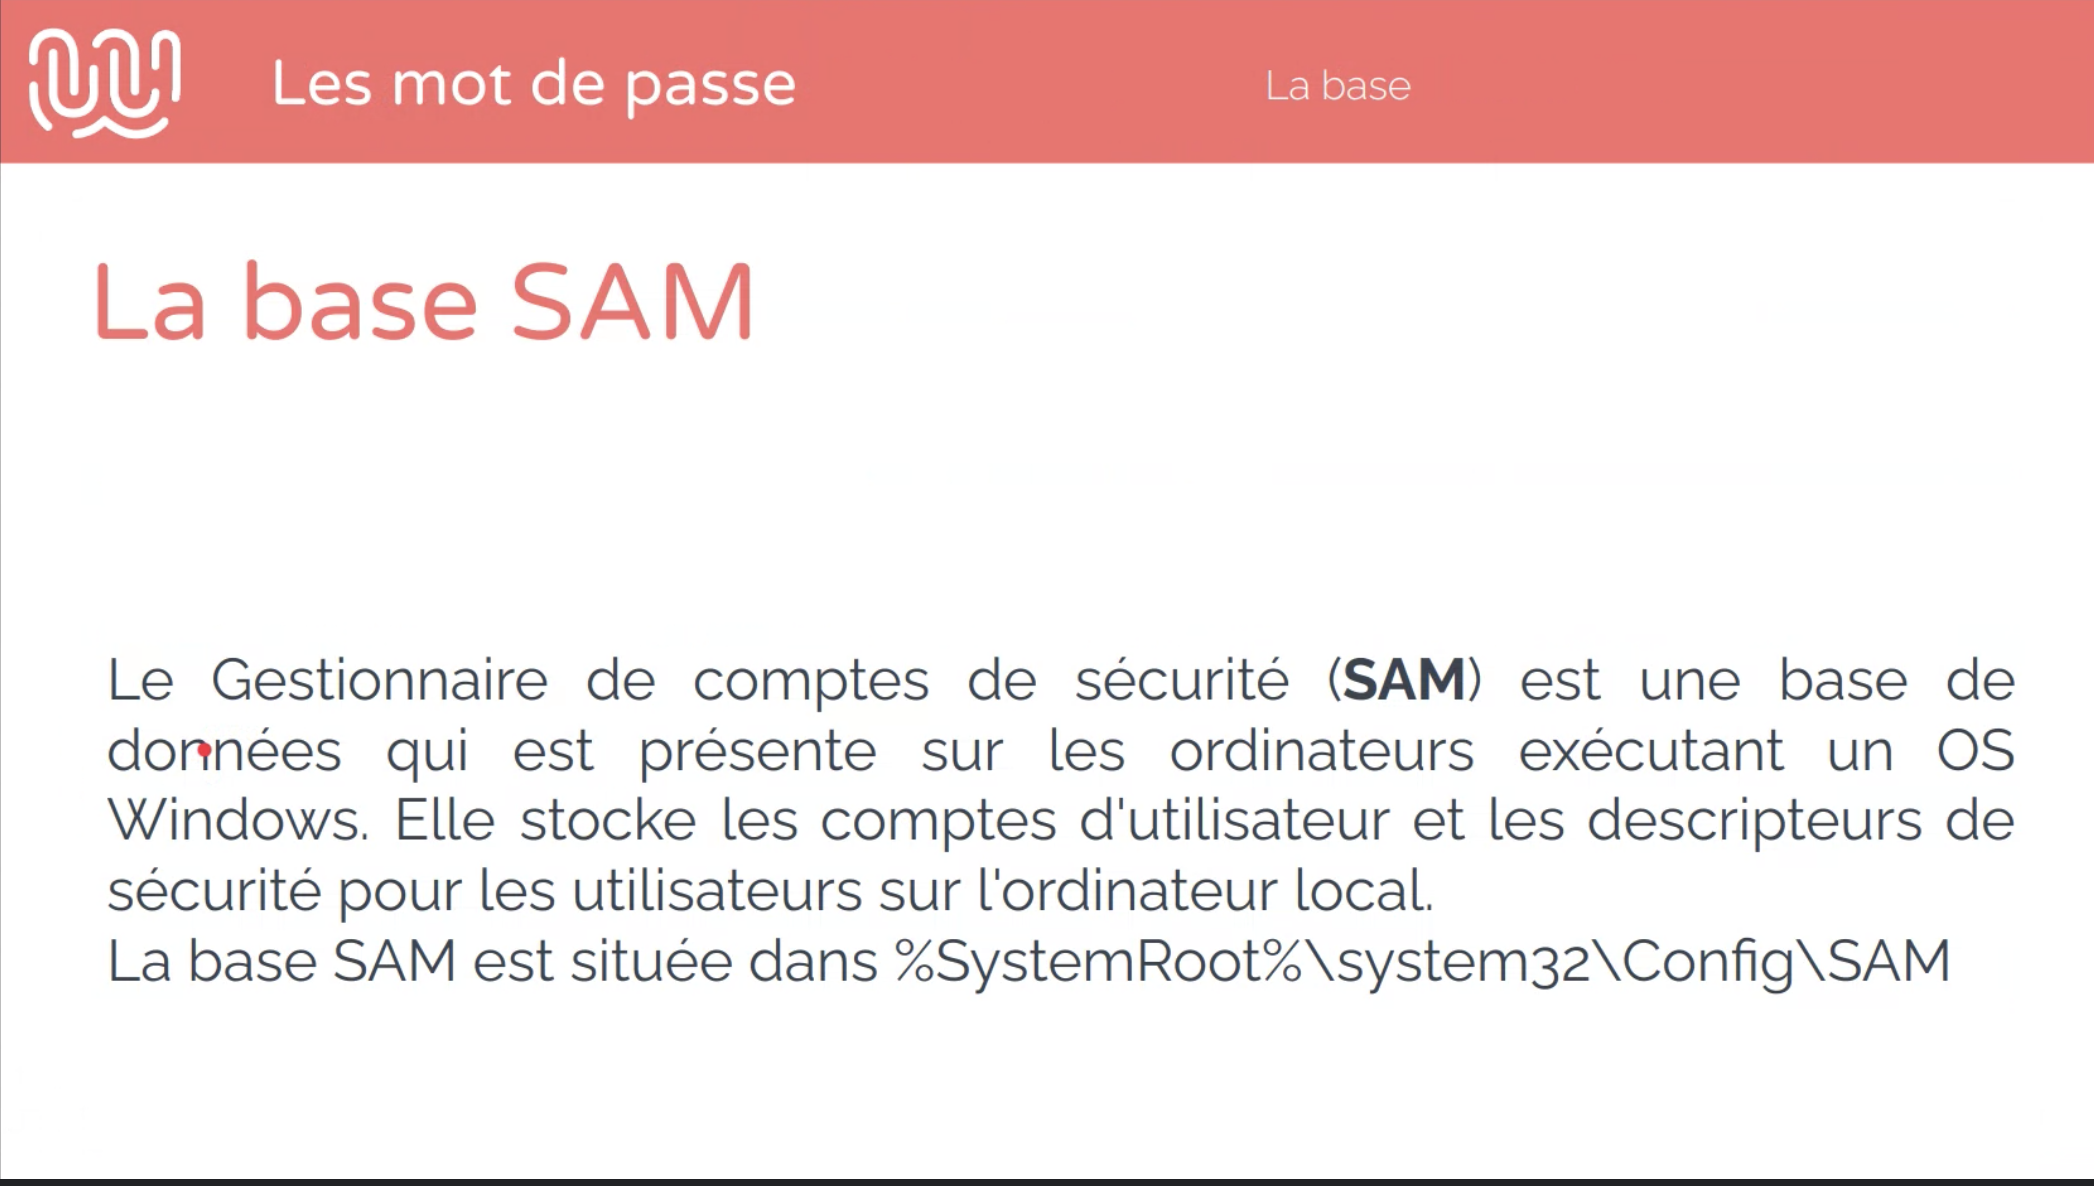 Les mot de passe
La base
La base SAM
Le Gestionnaire de comptes de sécurité (SAM) est une base de
données qui est présente sur les ordinateurs exécutant un OS
Windows. Elle stocke les comptes d'utilisateur et les descripteurs de
sécurité pour les utilisateurs sur l'ordinateur local.
La base SAM est située dans %SystemRoot%\system32\Config\SAM